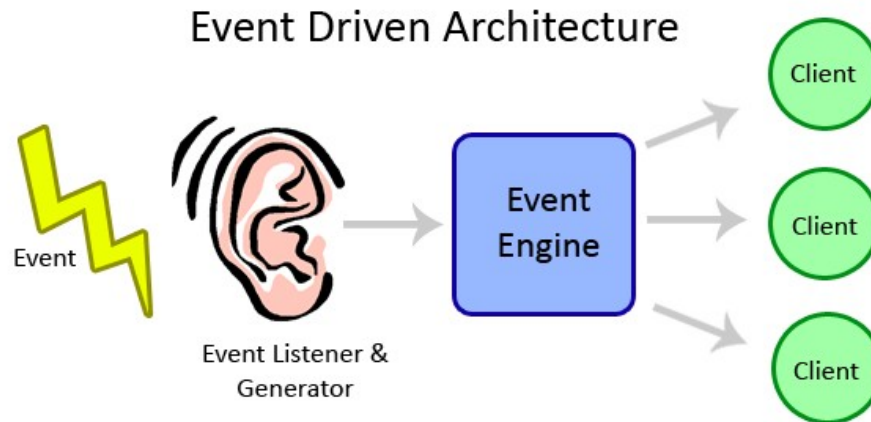 Event Driven Architecture
Event
Event Listener &
Generator
Event
Engine
Client
Client
Client